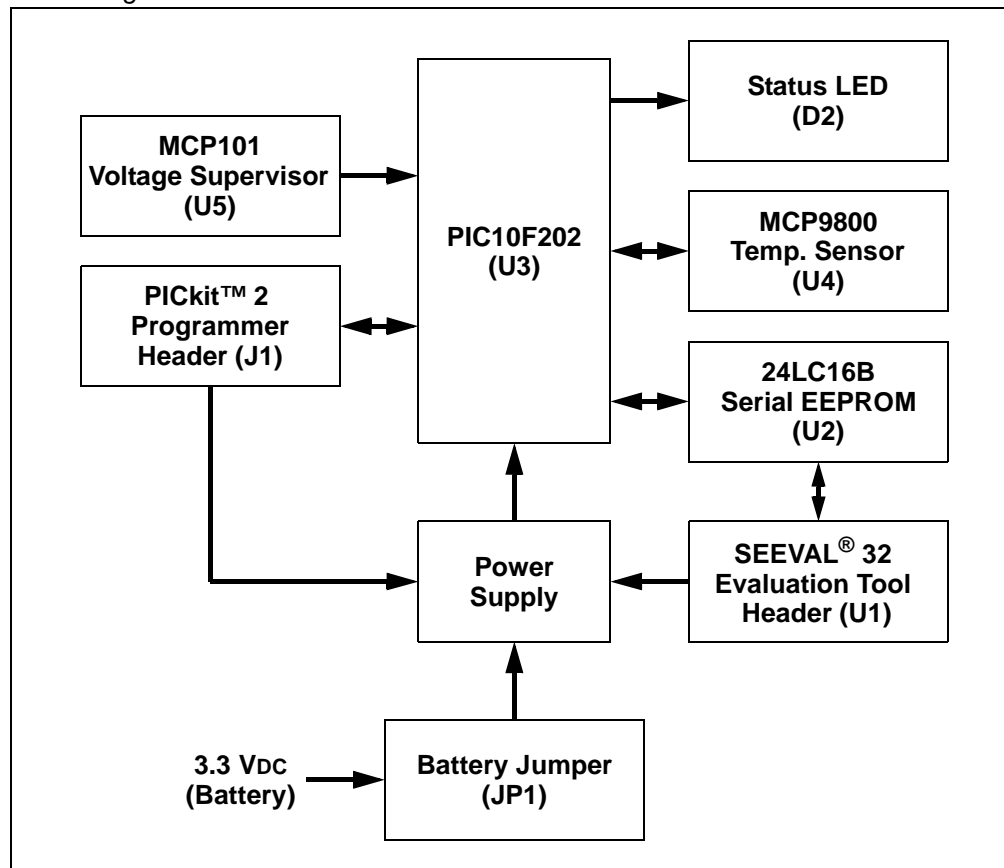 Status LED
(D2)
MCP101
Voltage Supervisor
(U5)
PIC10F202
(U3)
MCP9800
Temp. Sensor
(U4)
PICkit™ 2
Programmer
Header (J1)
24LC16B
Serial EEPROM
(U2)
Power
Supply
SEEVAL® 32
Evaluation Tool
Header (U1)
3.3 VDC
(Battery)
Battery Jumper
(JP1)